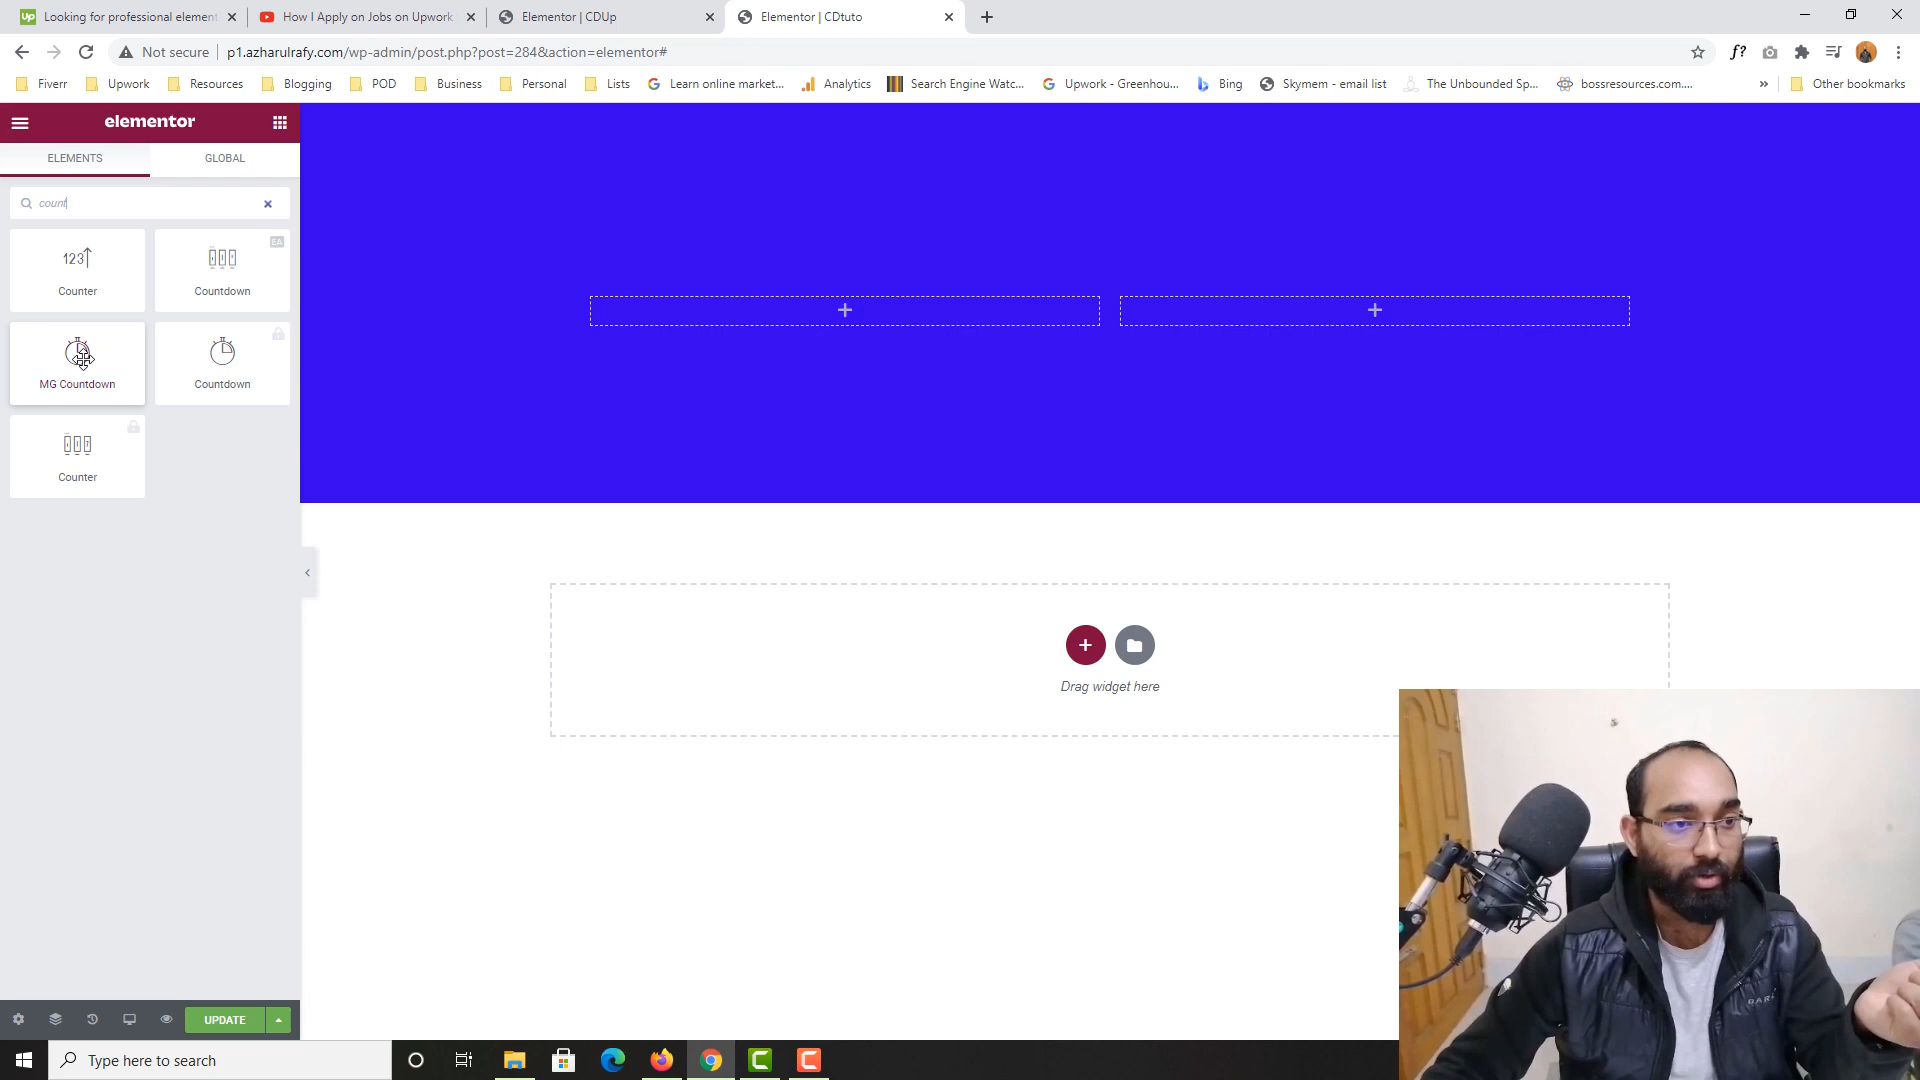 Up Looking for professional element
How I Apply on Jobs on Upwork
Elementor | CDUp
Elementor | CDtuto
Not secure | p1.azharulrafy.com/wp-admin/post.php?post=284&action=elementor#
f?
Fiverr
Upwork
Resources
Blogging
POD
Business
Personal
Lists
Learn online market...
Analytics
Search Engine Watc...
Upwork - Greenhou...
Bing
Skymem - email list
The Unbounded Sp...
bossresources.com....
»
Other bookmarks
elementor
ELEMENTS
GLOBAL
count
123
Counter
EA
Countdown
MG Countdown
Countdown
Counter
Drag widget here
UPDATE
Type here to search